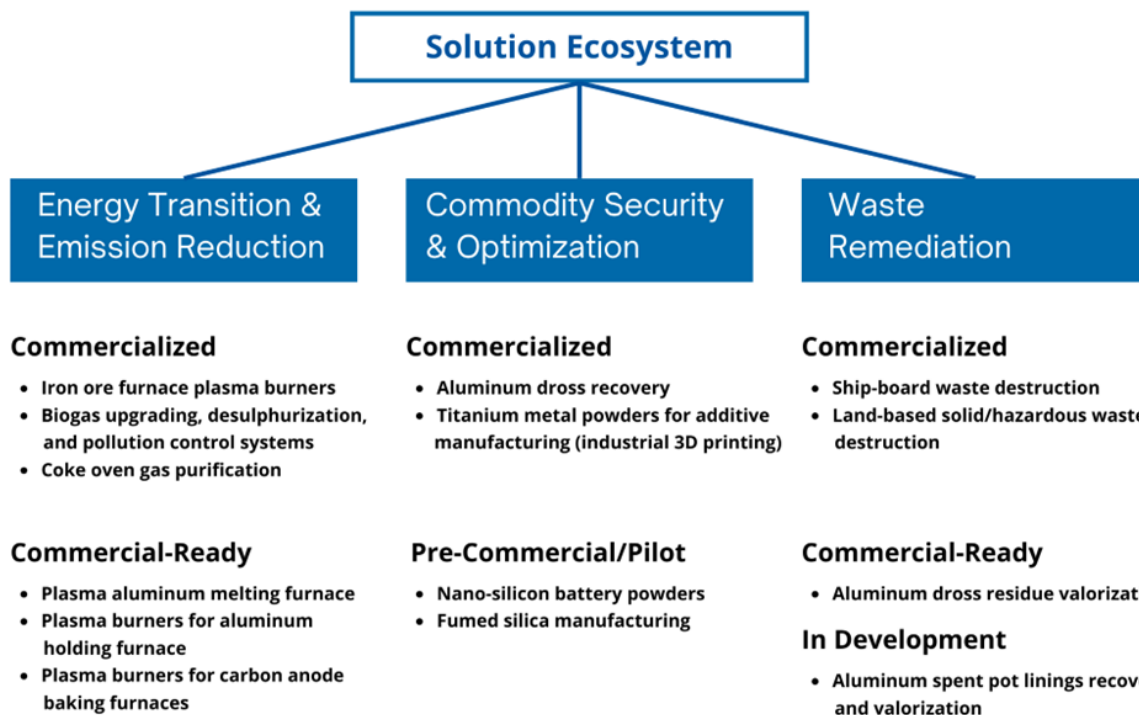 Solution Ecosystem
Energy Transition &
Emission Reduction
Commercialized
• Iron ore furnace plasma burners
• Biogas upgrading, desulphurization,
and pollution control systems
• Coke oven gas purification
Commercial-Ready
• Plasma aluminum melting furnace
• Plasma burners for aluminum
holding furnace
• Plasma burners for carbon anode
baking furnaces
Commodity Security
& Optimization
Commercialized
• Aluminum dross recovery
• Titanium metal powders for additive
manufacturing (industrial 3D printing)
Pre-Commercial/Pilot
• Nano-silicon battery powders
• Fumed silica manufacturing
Waste
Remediation
Commercialized
• Ship-board waste destruction
• Land-based solid/hazardous waste
destruction
Commercial-Ready
• Aluminum dross residue
In Development
• Aluminum spent pot linings
and valorization